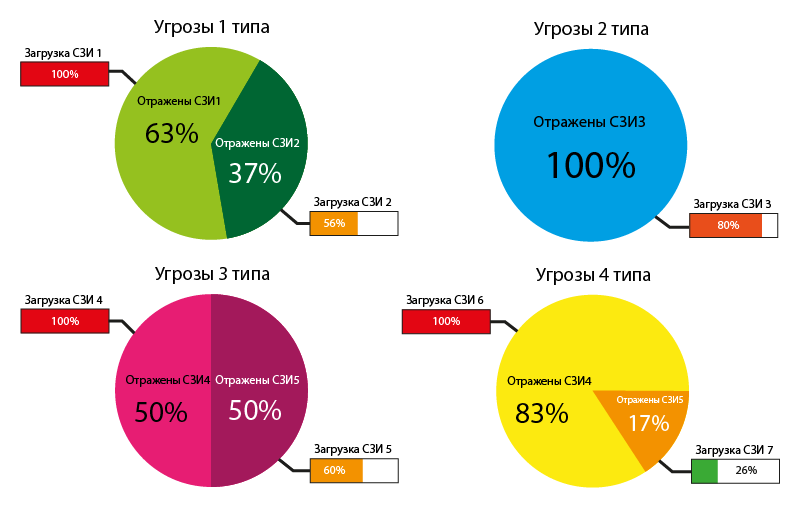 Угрозы 1 типа
Загрузка СЗИ 1
100%
Отражены СЗИ1
63%
Отражены СЗИ2
37%
Загрузка СЗИ 2
56%
Угрозы 2 типа
Отражены СЗИ3
100%
Загрузка СЗИ 3
80%
Угрозы 3 типа
Загрузка СЗИ 4
100%
Отражены СЗИ4
50%
Отражены СЗИ5
50%
Загрузка СЗИ 5
60%
Угрозы 4 типа
Загрузка СЗИ 6
100%
Отражены СЗИ4
83%
Отражены СЗИ5
17%
Загрузка СЗИ 7
26%